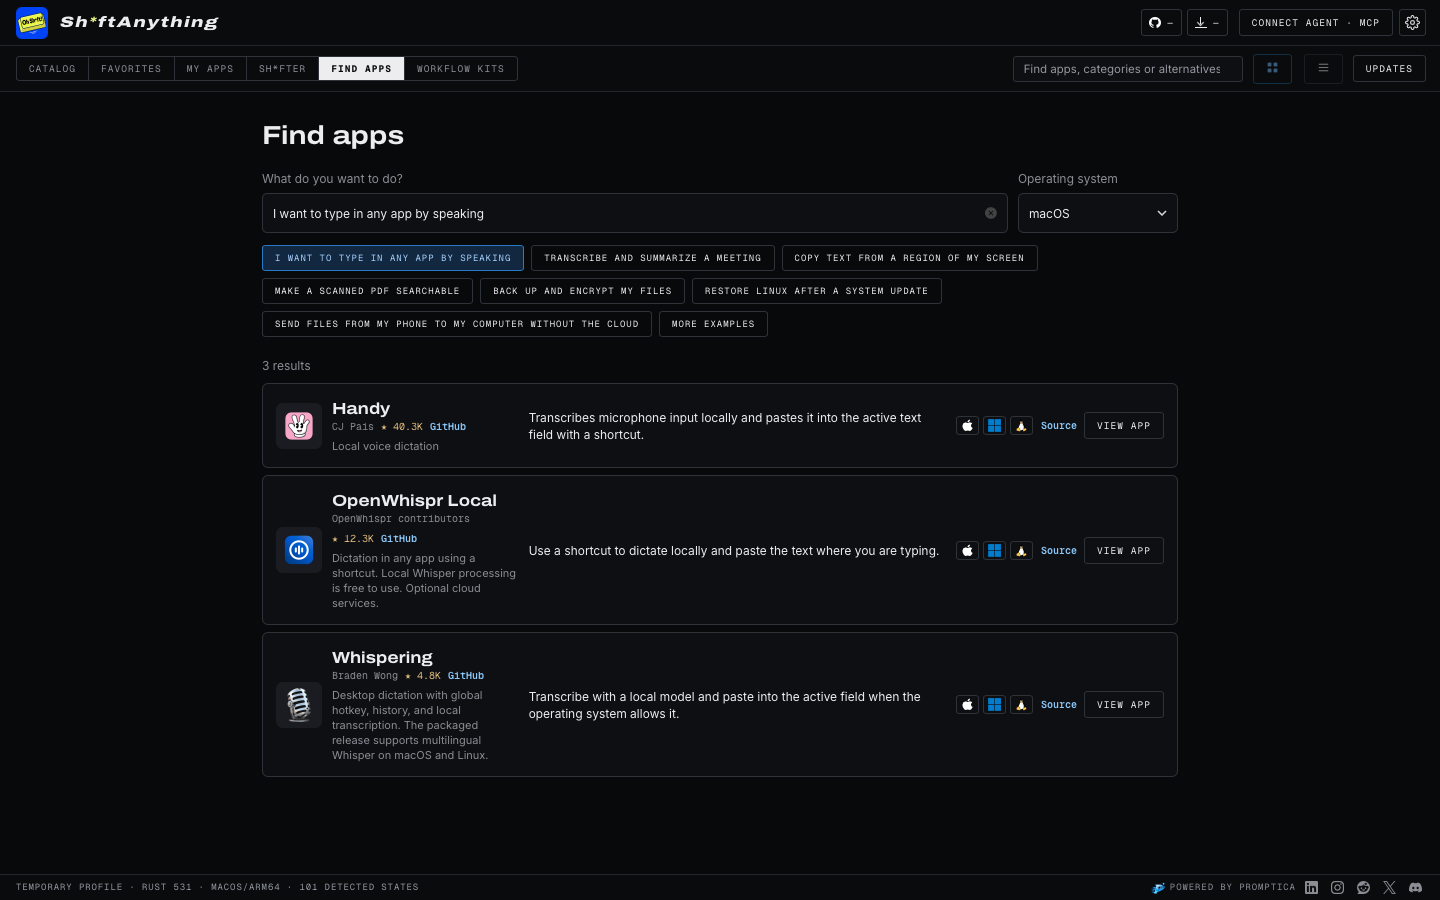 Oh Sh*ft!
Sh*ftAnything
–
–
CONNECT AGENT · MCP
CATALOG
FAVORITES
MY APPS
SH*FTER
FIND APPS
WORKFLOW KITS
Find apps, categories or alternatives
UPDATES
Find apps
What do you want to do?
Operating system
I want to type in any app by speaking
macOS
I WANT TO TYPE IN ANY APP BY SPEAKING
TRANSCRIBE AND SUMMARIZE A MEETING
COPY TEXT FROM A REGION OF MY SCREEN
MAKE A SCANNED PDF SEARCHABLE
BACK UP AND ENCRYPT MY FILES
RESTORE LINUX AFTER A SYSTEM UPDATE
SEND FILES FROM MY PHONE TO MY COMPUTER WITHOUT THE CLOUD
MORE EXAMPLES
3 results
Handy
CJ Pais ★ 40.3K GitHub
Local voice dictation
Transcribes microphone input locally and pastes it into the active text
field with a shortcut.
Source
VIEW APP
OpenWhispr Local
OpenWhispr contributors
★ 12.3K GitHub
Dictation in any app using a
shortcut. Local Whisper processing
is free to use. Optional cloud
services.
Use a shortcut to dictate locally and paste the text where you are typing.
Source
VIEW APP
Whispering
Braden Wong ★ 4.8K GitHub
Desktop dictation with global
hotkey, history, and local
transcription. The packaged
release supports multilingual
Whisper on macOS and Linux.
Transcribe with a local model and paste into the active field when the
operating system allows it.
Source
VIEW APP
TEMPORARY PROFILE · RUST 531 · MACOS/ARM64 · 101 DETECTED STATES
POWERED BY PROMPTICA